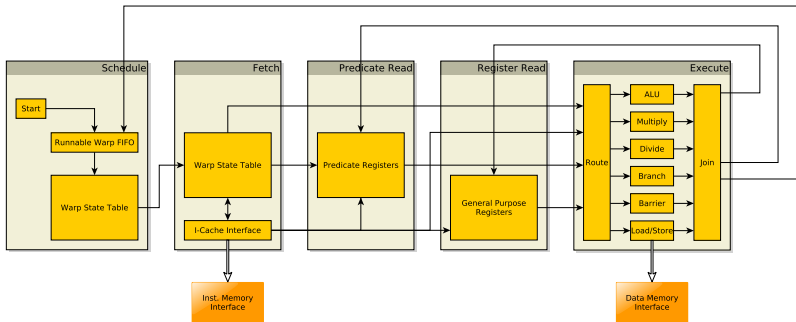 Schedule
Fetch
Predicate Read
Register Read
Execute
Start
Runnable Warp FIFO
Warp State Table
Warp State Table
I-Cache Interface
Predicate Registers
General Purpose
Registers
Route
ALU
Multiply
Divide
Branch
Barrier
Load/Store
Join
Inst. Memory
Interface
Data Memory
Interface